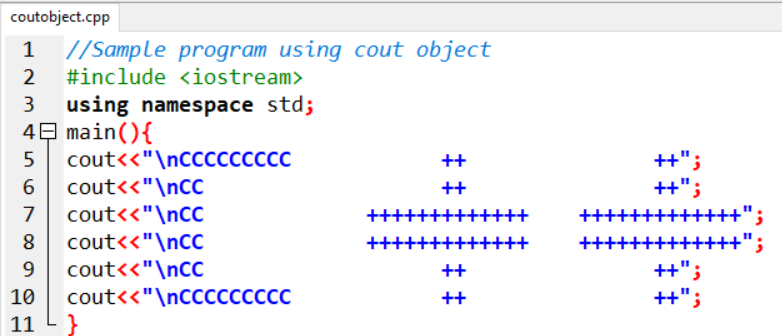 coutobject.cpp
1 //Sample program using cout object
2 #include <iostream>
3 using namespace std;
4 main(){
5 cout<<"\nCCCCCCCCC            ++               ++";
6 cout<<"\nCC                   ++               ++";
7 cout<<"\nCC             +++++++++++++    +++++++++++++";
8 cout<<"\nCC             +++++++++++++    +++++++++++++";
9 cout<<"\nCC                   ++               ++";
10 cout<<"\nCCCCCCCCC            ++               ++";
11 }